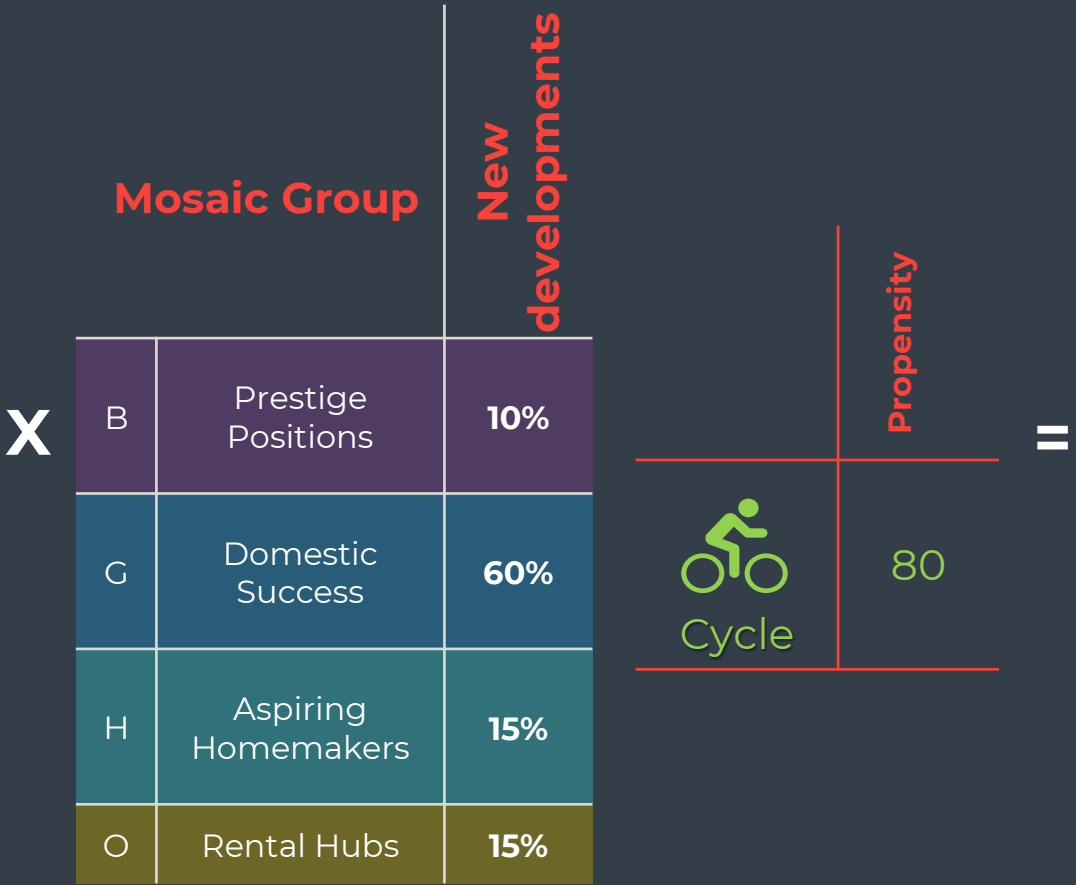 Mosaic Group
New
developments
X
B
Prestige
Positions
10%
G
Domestic
Success
60%
H
Aspiring
Homemakers
15%
O
Rental Hubs
15%
Propensity
Cycle
80
=